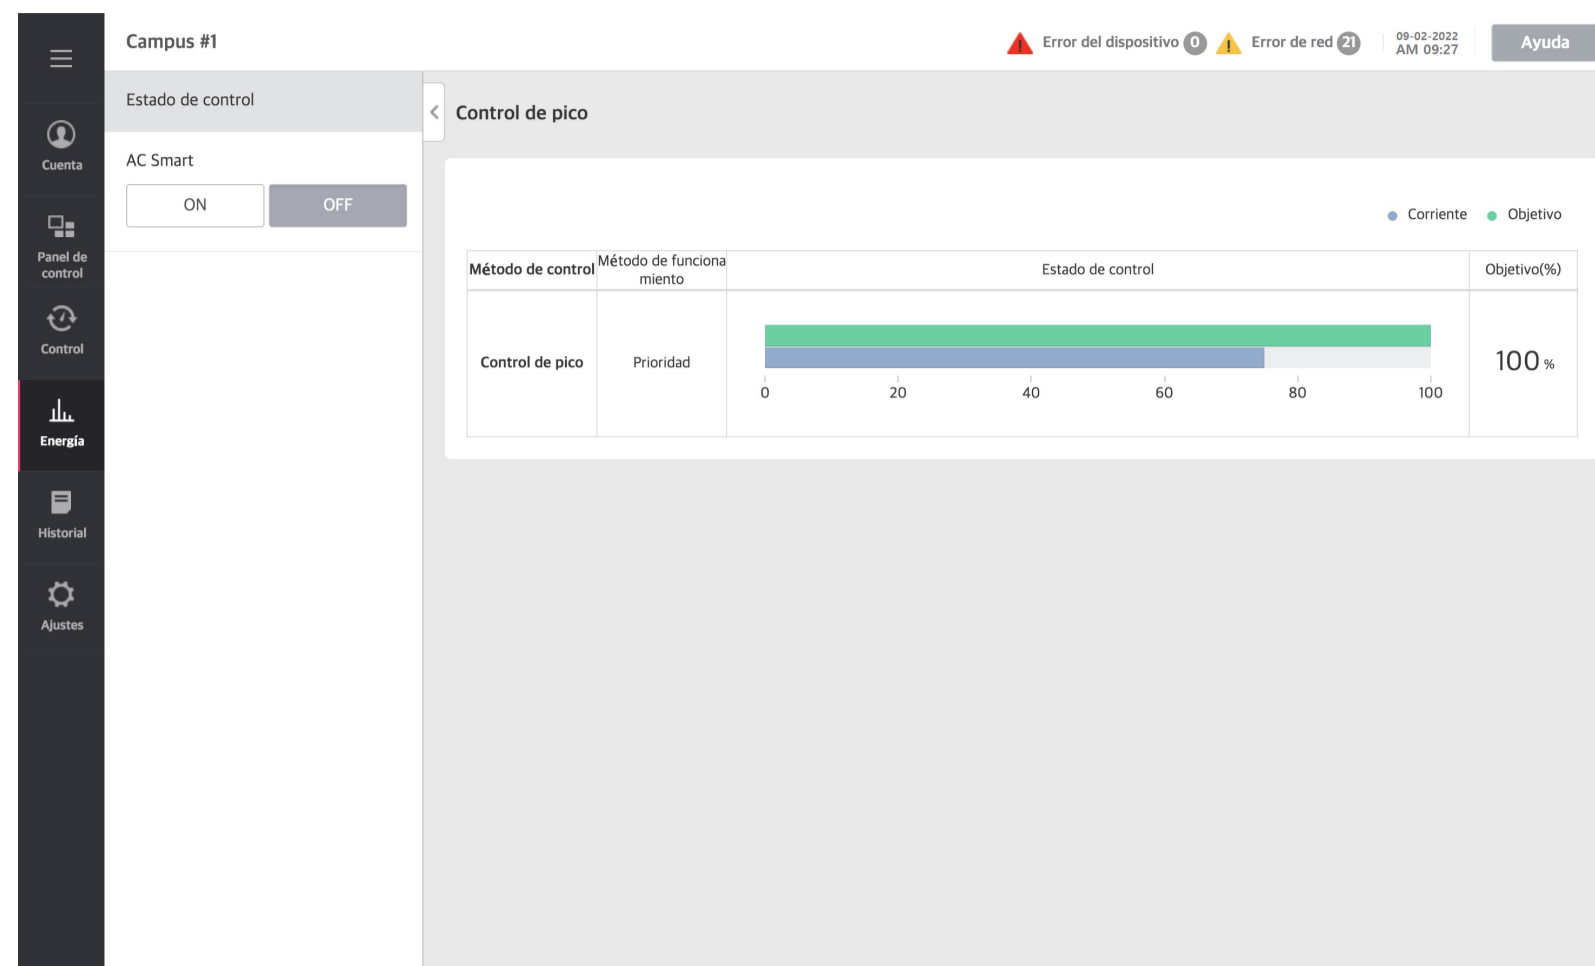 Campus #1
Error del dispositivo 0
Error de red 21
09-02-2022
AM 09:27
Ayuda
Cuenta
Panel de
control
Control
Energía
Historial
Ajustes
Estado de control
AC Smart
ON OFF
Control de pico
Corriente Objetivo
Método de control
Método de funciona
miento
Estado de control
Objetivo(%)
Control de pico
Prioridad
0 20 40 60 80 100
100 %